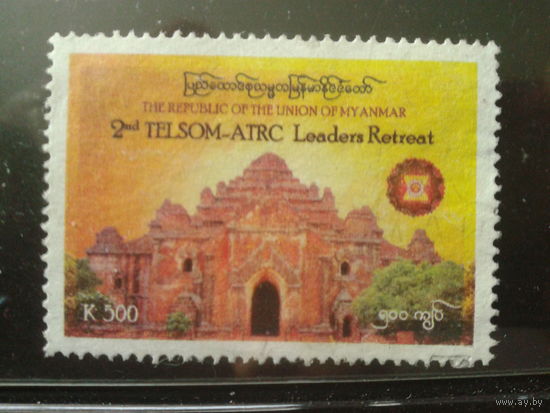 ပြည်ထောင်စုသမ္မတမြန်မာနိုင်ငံတော်
THE REPUBLIC OF THE UNION OF MYANMAR
2nd TELSOM-ATRC Leaders Retreat
K 500
၅၀၀ ကျပ်
www.ay.by